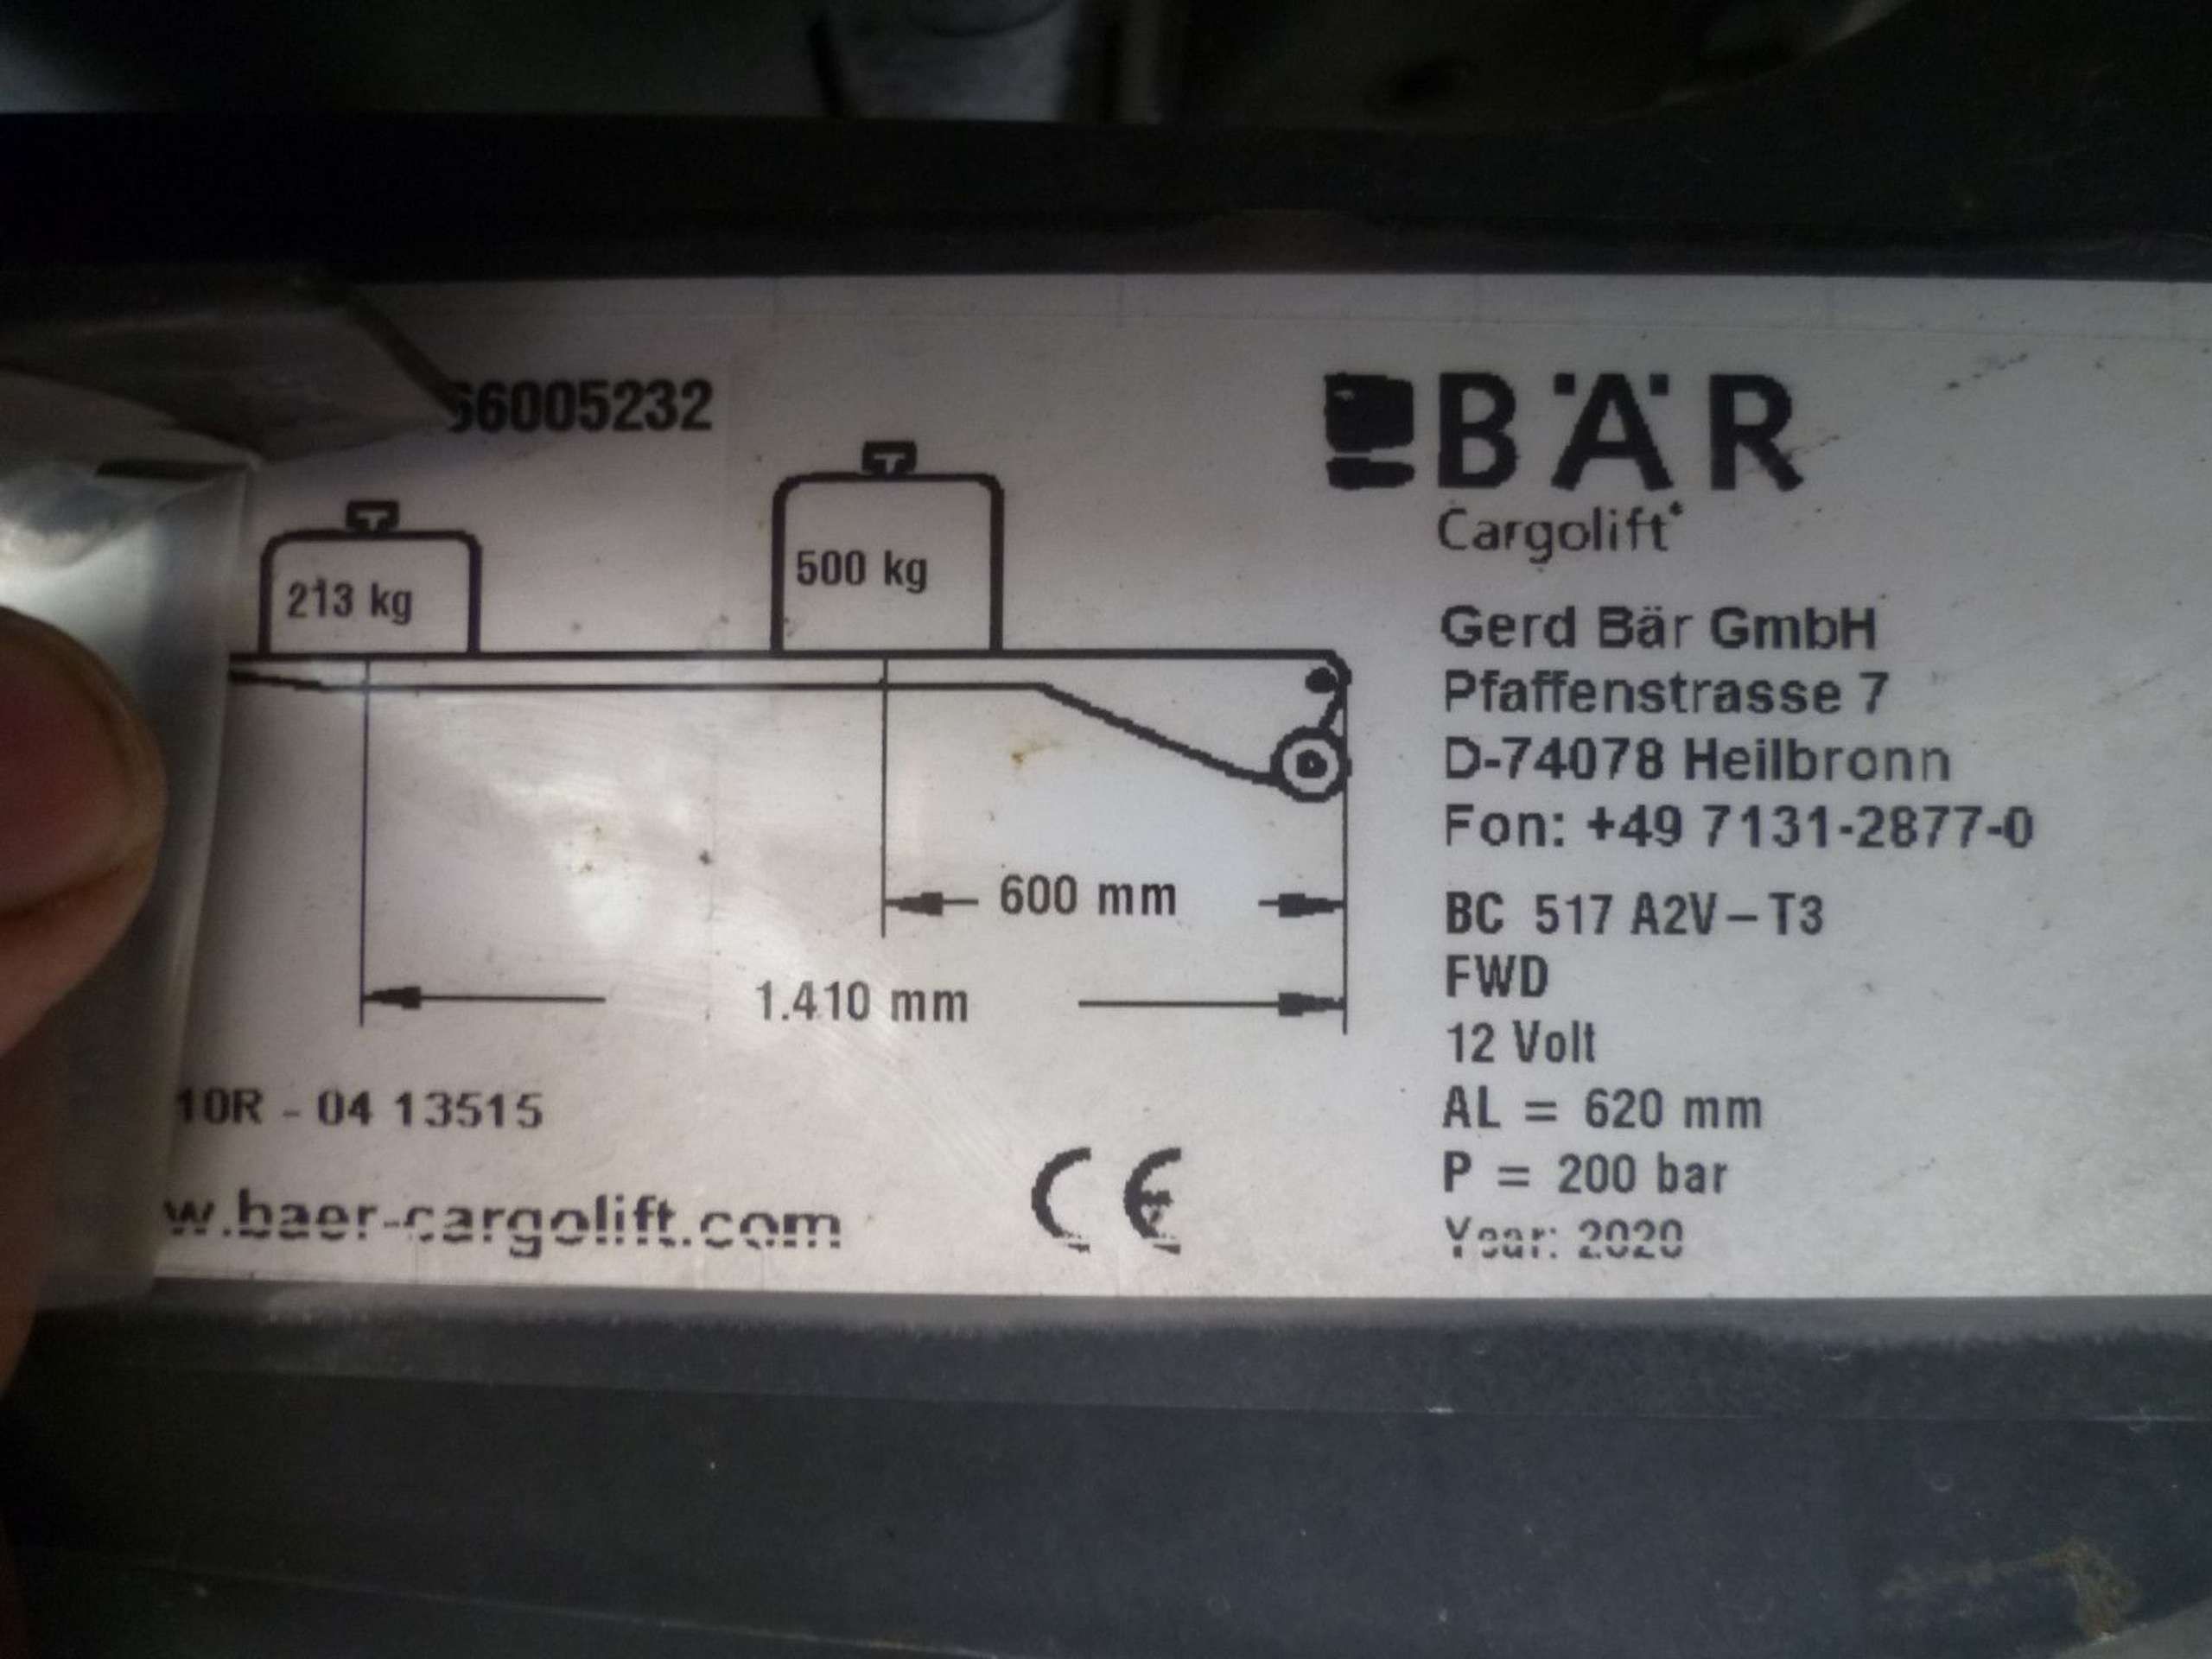 66005232
213 kg
500 kg
600 mm
1.410 mm
10R - 04 13515
w.baer-cargolift.com
CE
BÄR
Cargolift
Gerd Bär GmbH
Pfaffenstrasse 7
D-74078 Heilbronn
Fon: +49 7131-2877-0
BC 517 A2V-T3
FWD
12 Volt
AL = 620 mm
P = 200 bar
Year: 2020